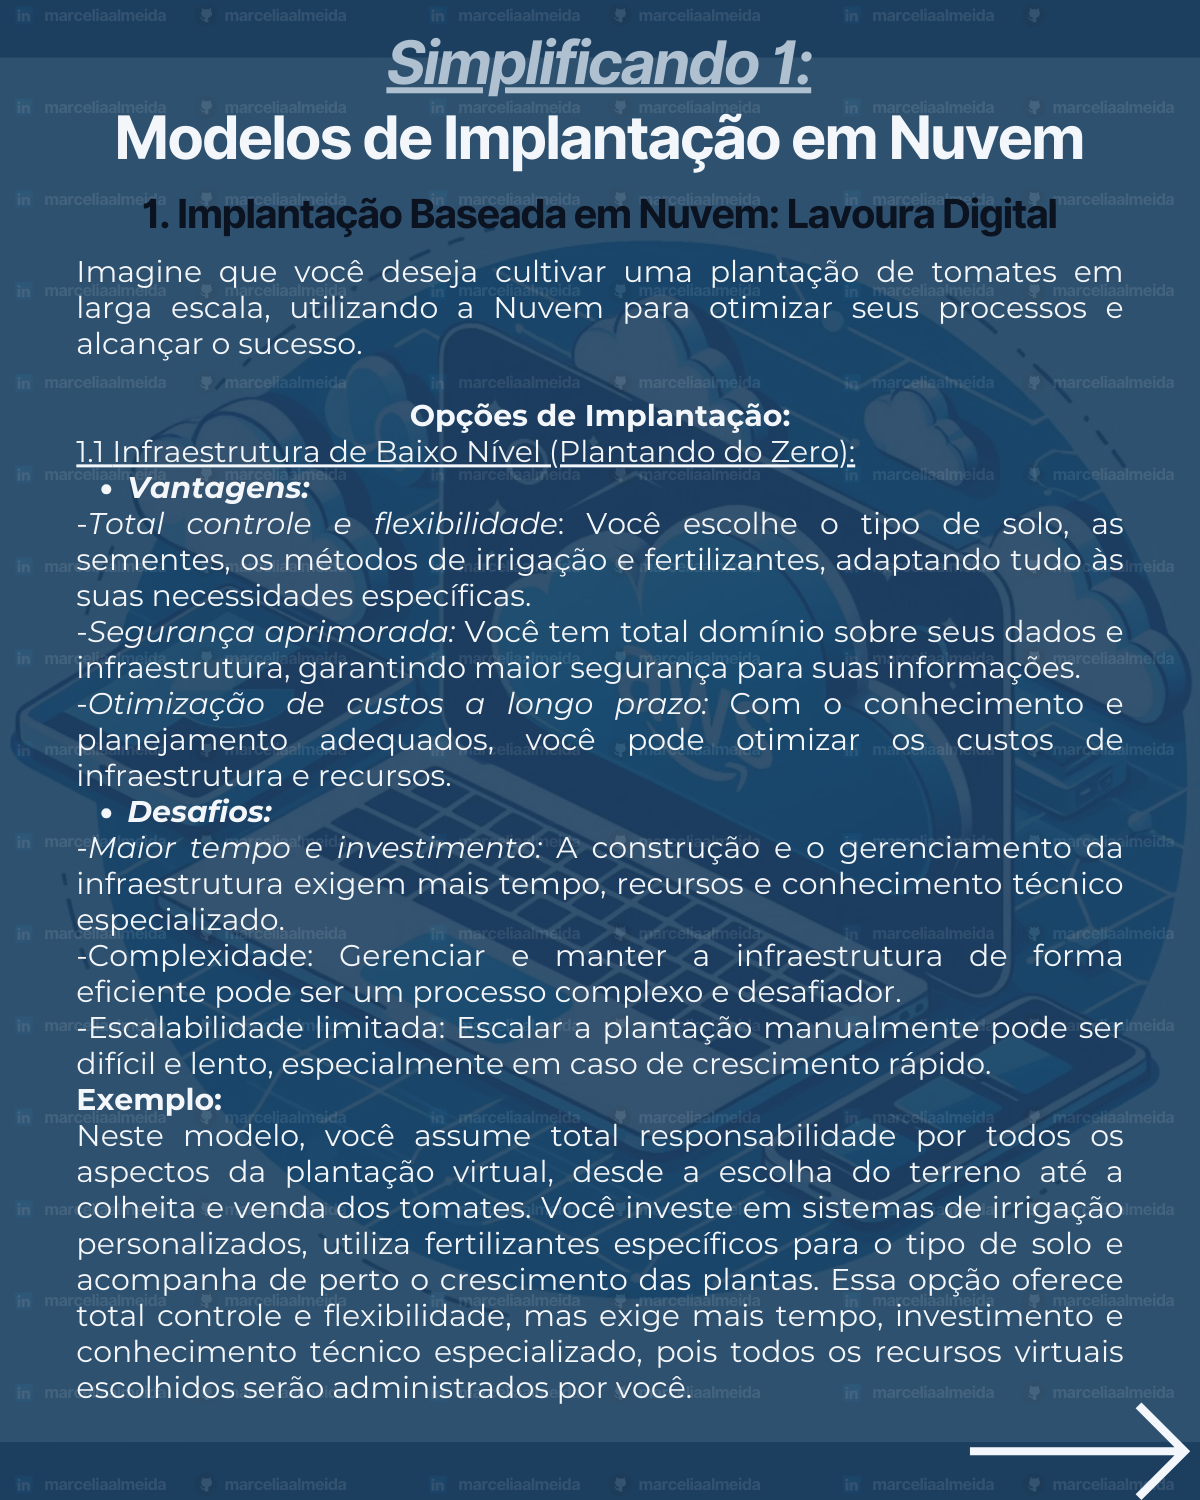 Simplificando 1:
Modelos de Implantação em Nuvem
1. Implantação Baseada em Nuvem: Lavoura Digital
Imagine que você deseja cultivar uma plantação de tomates em
larga escala, utilizando a Nuvem para otimizar seus processos e
alcançar o sucesso.
Opções de Implantação:
1.1 Infraestrutura de Baixo Nível (Plantando do Zero):
• Vantagens:
-Total controle e flexibilidade: Você escolhe o tipo de solo, as
sementes, os métodos de irrigação e fertilizantes, adaptando tudo às
suas necessidades específicas.
-Segurança aprimorada: Você tem total domínio sobre seus dados e
infraestrutura, garantindo maior segurança para suas informações.
-Otimização de custos a longo prazo: Com o conhecimento e
planejamento adequados, você pode otimizar os custos de
infraestrutura e recursos.
• Desafios:
-Maior tempo e investimento: A construção e o gerenciamento da
infraestrutura exigem mais tempo, recursos e conhecimento técnico
especializado.
-Complexidade: Gerenciar e manter a infraestrutura de forma
eficiente pode ser um processo complexo e desafiador.
-Escalabilidade limitada: Escalar a plantação manualmente pode ser
difícil e lento, especialmente em caso de crescimento rápido.
Exemplo:
Neste modelo, você assume total responsabilidade por todos os
aspectos da plantação virtual, desde a escolha do terreno até a
colheita e venda dos tomates. Você investe em sistemas de irrigação
personalizados, utiliza fertilizantes específicos para o tipo de solo e
acompanha de perto o crescimento das plantas. Essa opção oferece
total controle e flexibilidade, mas exige mais tempo, investimento e
conhecimento técnico especializado, pois todos os recursos virtuais
escolhidos serão administrados por você.
in marceliaalmeida marceliaalmeida in marceliaalmeida marceliaalmeida in marceliaalmeida marceliaalmeida